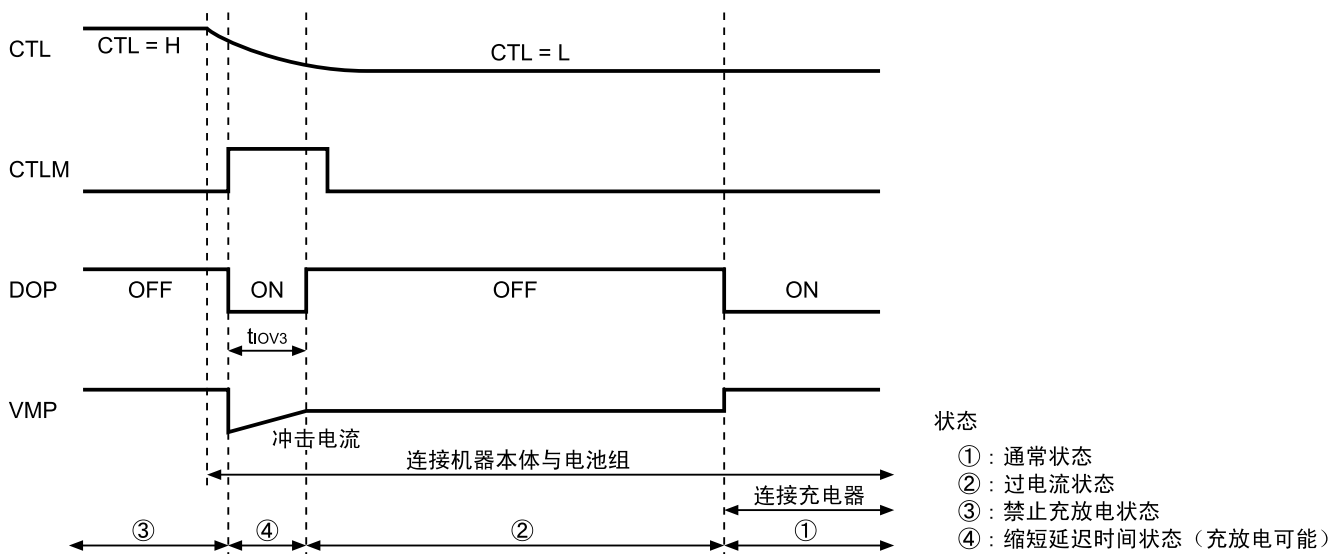 CTL
CTL = H
CTL = L
CTLM
DOP
OFF
ON
OFF
ON
tIOV3
VMP
冲击电流
连接机器本体与电池组
连接充电器
③
④
②
①
状态
①：通常状态
②：过电流状态
③：禁止充放电状态
④：缩短延迟时间状态（充放电可能）